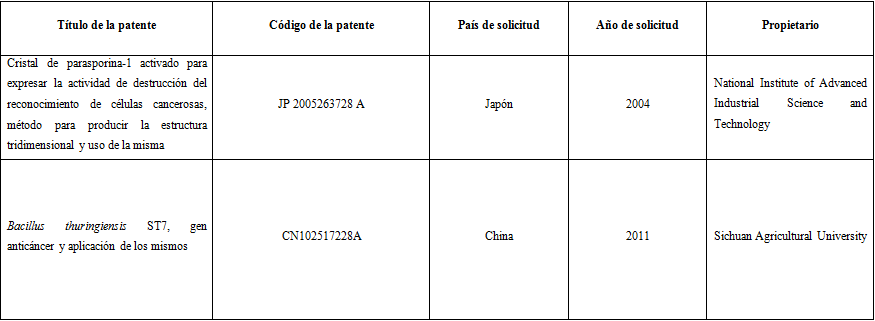 Título de la patente
Código de la patente
País de solicitud
Año de solicitud
Propietario
Cristal de parasporina-1 activado para
expresar la actividad de destrucción del
reconocimiento de células cancerosas,
método para producir la estructura
tridimensional y uso de la misma
JP 2005263728 A
Japón
2004
National Institute of Advanced
Industrial Science and
Technology
Bacillus thuringiensis ST7, gen
anticáncer y aplicación de los mismos
CN102517228A
China
2011
Sichuan Agricultural University